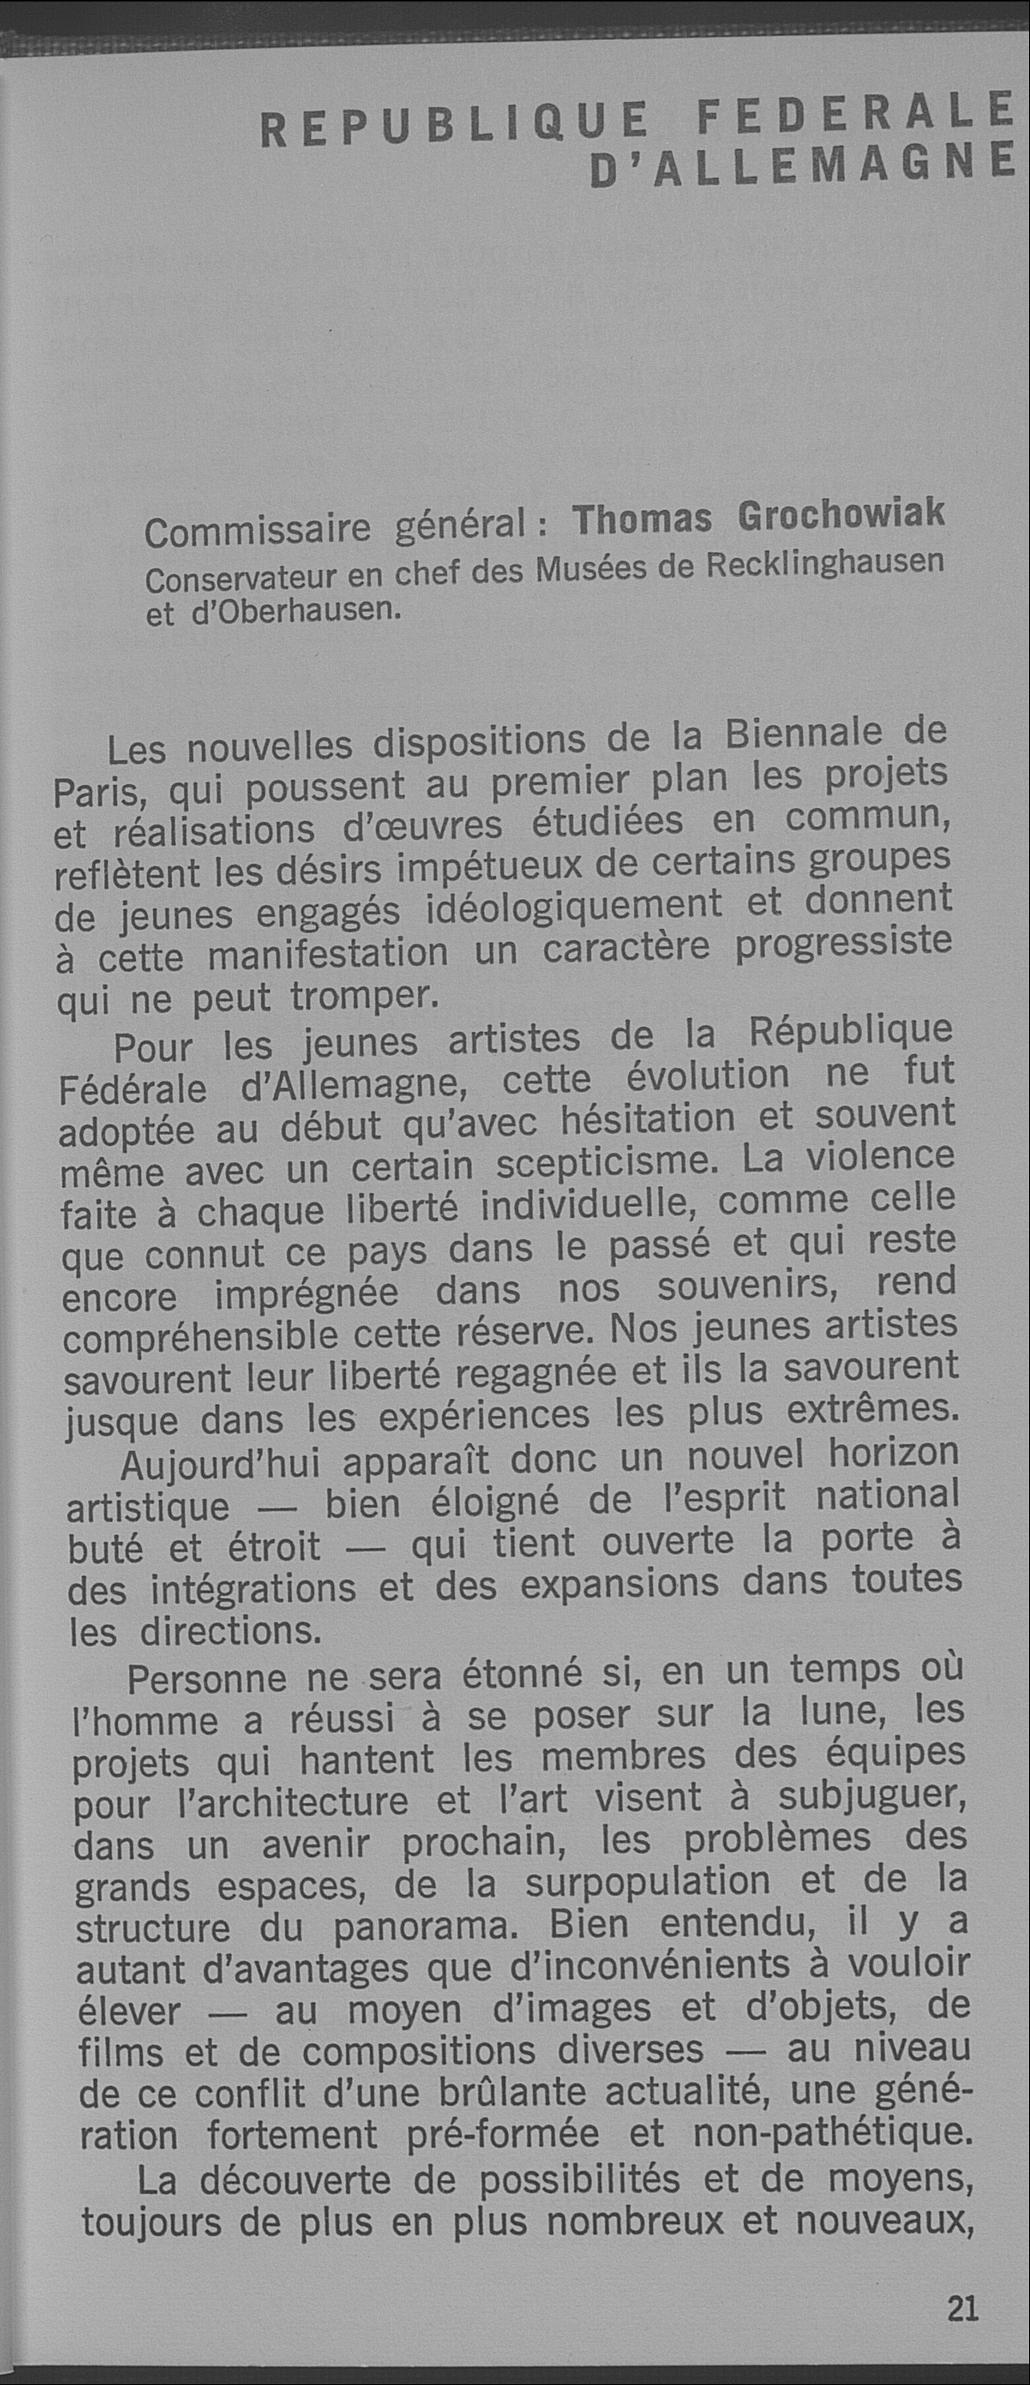 REPUBLIQUE FEDERALE
D'ALLEMAGNE
Commissaire général : Thomas Grochowiak
Conservateur en chef des Musées de Recklinghausen
et d'Oberhausen.
Les nouvelles dispositions de la Biennale de
Paris, qui poussent au premier plan les projets
et réalisations d'œuvres étudiées en commun,
reflètent les désirs impétueux de certains groupes
de jeunes engagés idéologiquement et donnent
à cette manifestation un caractère progressiste
qui ne peut tromper.
Pour les jeunes artistes de la République
Fédérale d'Allemagne, cette évolution ne fut
adoptée au début qu'avec hésitation et souvent
même avec un certain scepticisme. La violence
faite à chaque liberté individuelle, comme celle
que connut ce pays dans le passé et qui reste
encore imprégnée dans nos souvenirs, rend
compréhensible cette réserve. Nos jeunes artistes
savourent leur liberté regagnée et ils la savourent
jusque dans les expériences les plus extrêmes.
Aujourd'hui apparaît donc un nouvel horizon
artistique — bien éloigné de l'esprit national
buté et étroit — qui tient ouverte la porte à
des intégrations et des expansions dans toutes
les directions.
Personne ne sera étonné si, en un temps où
l'homme a réussi à se poser sur la lune, les
projets qui hantent les membres des équipes
pour l'architecture et l'art visent à subjuguer,
dans un avenir prochain, les problèmes des
grands espaces, de la surpopulation et de la
structure du panorama. Bien entendu, il y a
autant d'avantages que d'inconvénients à vouloir
élever — au moyen d'images et d'objets, de
films et de compositions diverses — au niveau
de ce conflit d'une brûlante actualité, une géné-
ration fortement pré-formée et non-pathétique.
La découverte de possibilités et de moyens,
toujours de plus en plus nombreux et nouveaux,
21